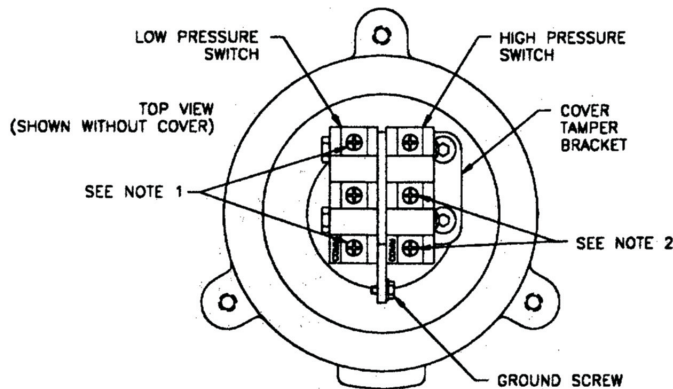 LOW PRESSURE
SWITCH
HIGH PRESSURE
SWITCH
TOP VIEW
(SHOWN WITHOUT COVER)
COVER
TAMPER
BRACKET
SEE NOTE 1
SEE NOTE 2
GROUND SCREW